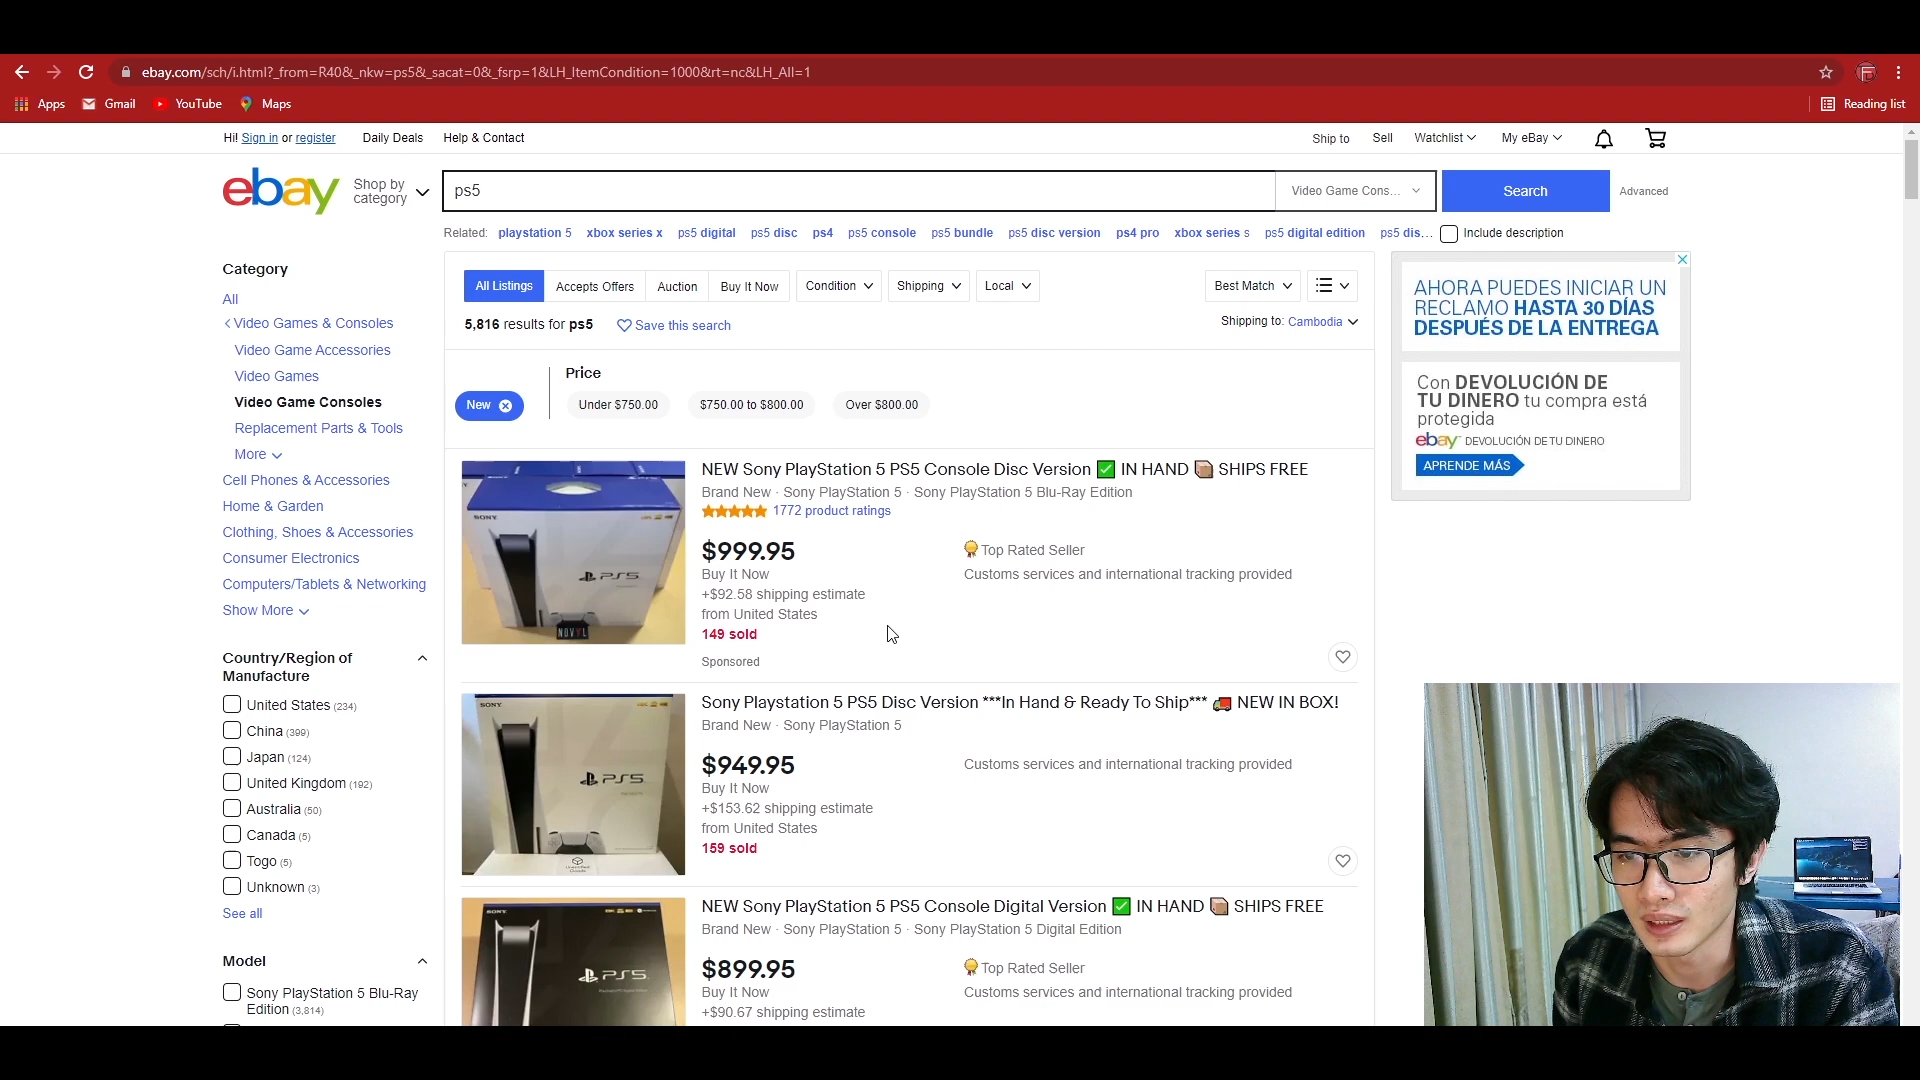 ebay.com/sch/i.html?_from=R40&_nkw=ps5&_sacat=0&_fsrp=1&LH_ItemCondition=1000&rt=nc&LH_All=1
Apps Gmail YouTube Maps Reading list
Hi! Sign in or register Daily Deals Help & Contact Ship to Sell Watchlist My eBay
ebay Shop by category ps5 Video Game Cons... Search Advanced
Related: playstation 5 xbox series x ps5 digital ps5 disc ps4 ps5 console ps5 bundle ps5 disc version ps4 pro xbox series s ps5 digital edition ps5 dis... Include description
Category
All
Video Games & Consoles
Video Game Accessories
Video Games
Video Game Consoles
Replacement Parts & Tools
More
Cell Phones & Accessories
Home & Garden
Clothing, Shoes & Accessories
Consumer Electronics
Computers/Tablets & Networking
Show More
Country/Region of
Manufacture
United States (234)
China (399)
Japan (124)
United Kingdom (192)
Australia (50)
Canada (5)
Togo (5)
Unknown (3)
See all
Model
Sony PlayStation 5 Blu-Ray
Edition (3,814)
All Listings Accepts Offers Auction Buy It Now Condition Shipping Local Best Match
5,816 results for ps5 Save this search Shipping to: Cambodia
Price
New Under $750.00 $750.00 to $800.00 Over $800.00
SONY
PS5
NOVYL
NEW Sony PlayStation 5 PS5 Console Disc Version ✅ IN HAND 📦 SHIPS FREE
Brand New · Sony PlayStation 5 · Sony PlayStation 5 Blu-Ray Edition
1772 product ratings
$999.95 Top Rated Seller
Buy It Now Customs services and international tracking provided
+$92.58 shipping estimate
from United States
149 sold
Sponsored
SONY
PS5
Sony Playstation 5 PS5 Disc Version ***In Hand & Ready To Ship*** 🚚 NEW IN BOX!
Brand New · Sony PlayStation 5
$949.95 Customs services and international tracking provided
Buy It Now
+$153.62 shipping estimate
from United States
159 sold
SONY
PS5
NEW Sony PlayStation 5 PS5 Console Digital Version ✅ IN HAND 📦 SHIPS FREE
Brand New · Sony PlayStation 5 · Sony PlayStation 5 Digital Edition
$899.95 Top Rated Seller
Buy It Now Customs services and international tracking provided
+$90.67 shipping estimate
AHORA PUEDES INICIAR UN
RECLAMO HASTA 30 DÍAS
DESPUÉS DE LA ENTREGA
Con DEVOLUCIÓN DE
TU DINERO tu compra está
protegida
ebay DEVOLUCIÓN DE TU DINERO
APRENDE MÁS